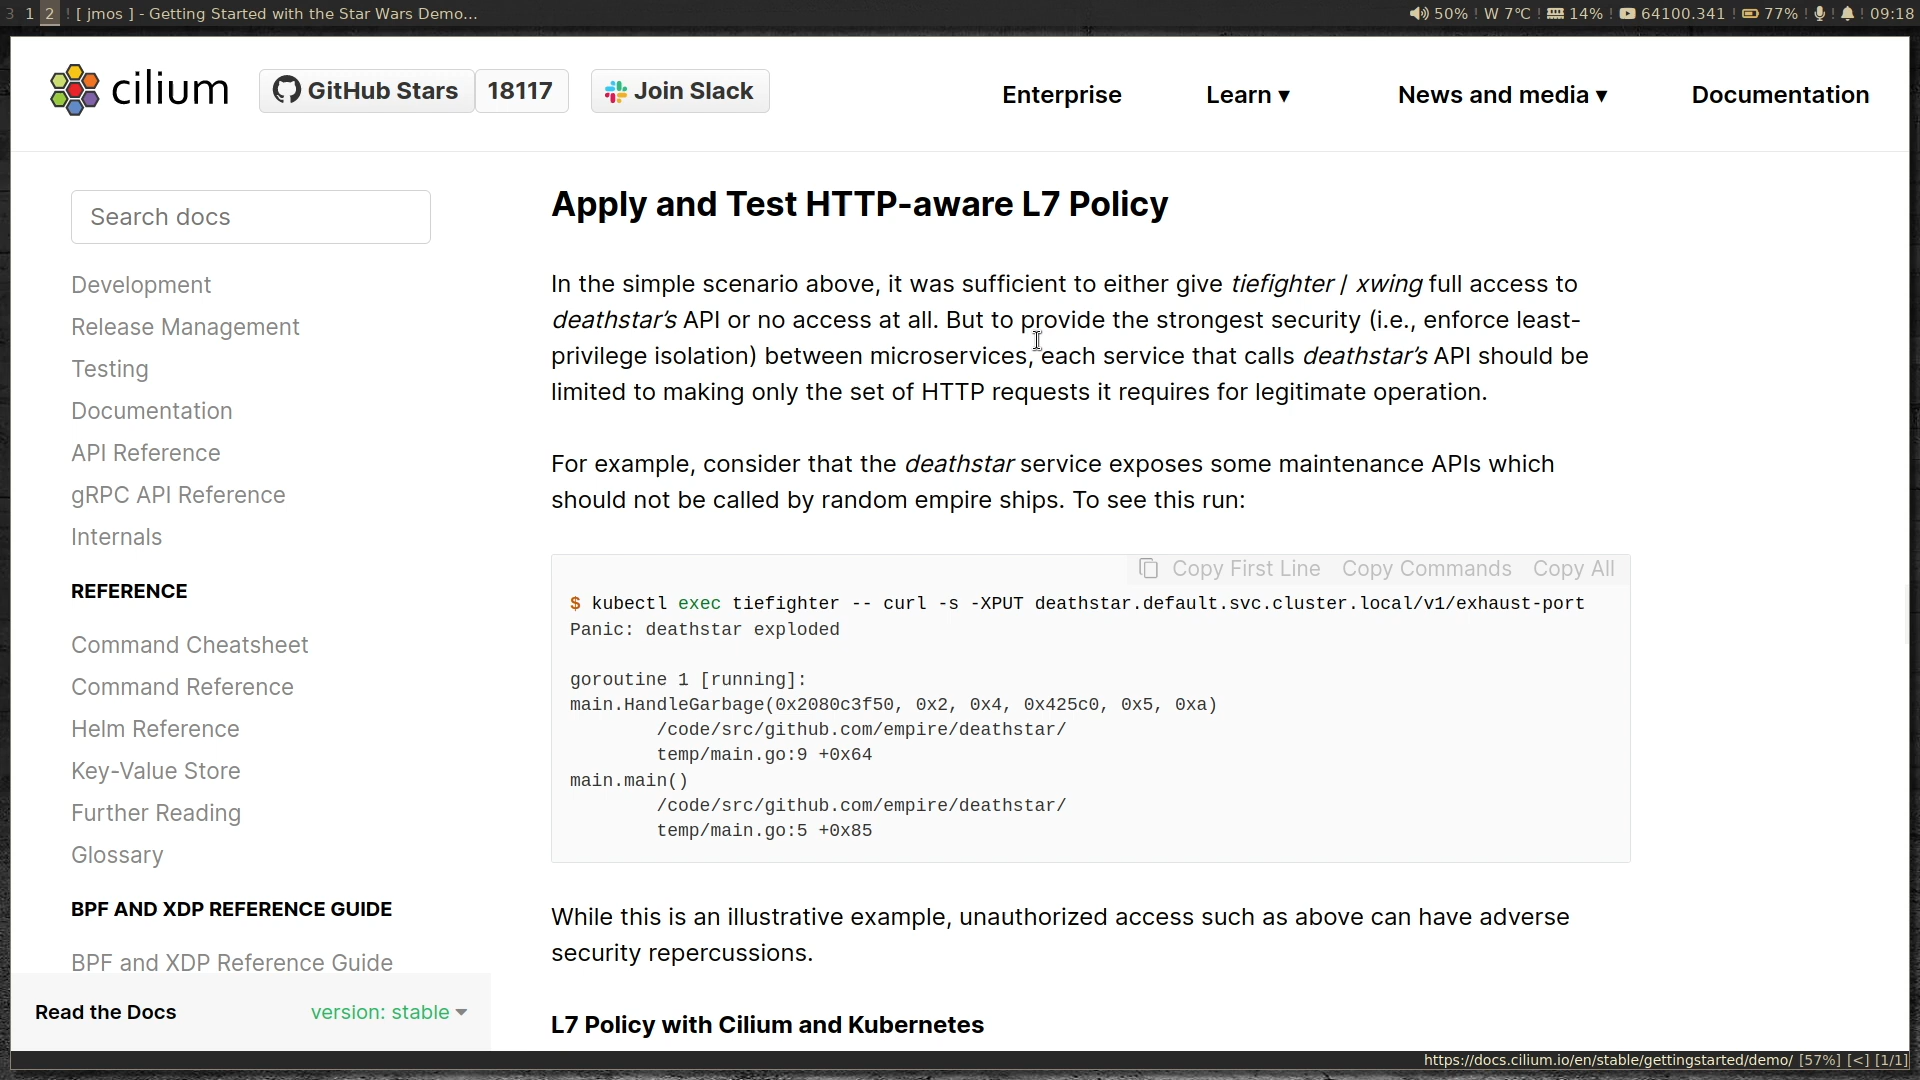 3 1 2 ! [ jmos ] - Getting Started with the Star Wars Demo... 50% ! W 7℃ ! 14% ! 64100.341 ! 77% ! ! ! 09:18
cilium GitHub Stars 18117 Join Slack Enterprise Learn ▾ News and media ▾ Documentation
Search docs
Development
Release Management
Testing
Documentation
API Reference
gRPC API Reference
Internals
REFERENCE
Command Cheatsheet
Command Reference
Helm Reference
Key-Value Store
Further Reading
Glossary
BPF AND XDP REFERENCE GUIDE
BPF and XDP Reference Guide
Read the Docs version: stable
Apply and Test HTTP-aware L7 Policy
In the simple scenario above, it was sufficient to either give tiefighter / xwing full access to
deathstar’s API or no access at all. But to provide the strongest security (i.e., enforce least-
privilege isolation) between microservices, each service that calls deathstar’s API should be
limited to making only the set of HTTP requests it requires for legitimate operation.
For example, consider that the deathstar service exposes some maintenance APIs which
should not be called by random empire ships. To see this run:
Copy First Line Copy Commands Copy All
$ kubectl exec tiefighter -- curl -s -XPUT deathstar.default.svc.cluster.local/v1/exhaust-port
Panic: deathstar exploded
goroutine 1 [running]:
main.HandleGarbage(0x2080c3f50, 0x2, 0x4, 0x425c0, 0x5, 0xa)
/code/src/github.com/empire/deathstar/
temp/main.go:9 +0x64
main.main()
/code/src/github.com/empire/deathstar/
temp/main.go:5 +0x85
While this is an illustrative example, unauthorized access such as above can have adverse
security repercussions.
L7 Policy with Cilium and Kubernetes
https://docs.cilium.io/en/stable/gettingstarted/demo/ [57%] [<] [1/1]